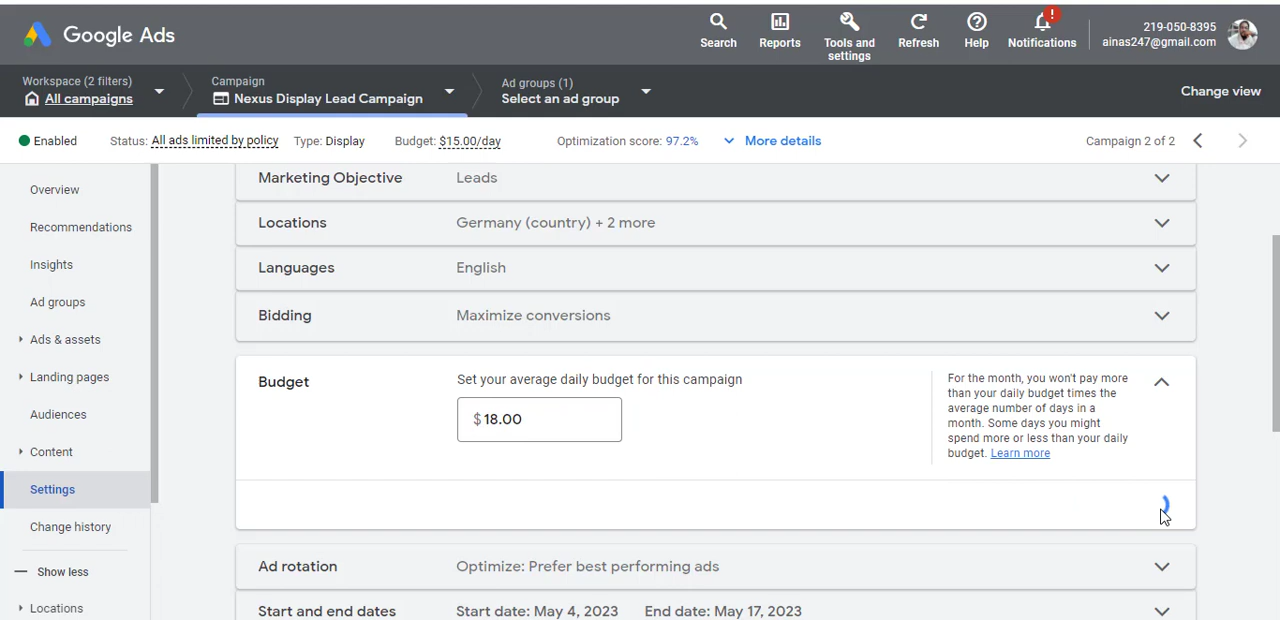 Google Ads
Search
Reports
Tools and
settings
Refresh
Help
!
Notifications
219-050-8395
ainas247@gmail.com
Workspace (2 filters)
All campaigns
Campaign
Nexus Display Lead Campaign
Ad groups (1)
Select an ad group
Change view
Enabled
Status: All ads limited by policy
Type: Display
Budget: $15.00/day
Optimization score: 97.2%
More details
Campaign 2 of 2
Overview
Recommendations
Insights
Ad groups
Ads & assets
Landing pages
Audiences
Content
Settings
Change history
Show less
Locations
Marketing Objective
Leads
Locations
Germany (country) + 2 more
Languages
English
Bidding
Maximize conversions
Budget
Set your average daily budget for this campaign
$ 18.00
For the month, you won't pay more
than your daily budget times the
average number of days in a
month. Some days you might
spend more or less than your daily
budget. Learn more
Ad rotation
Optimize: Prefer best performing ads
Start and end dates
Start date: May 4, 2023
End date: May 17, 2023